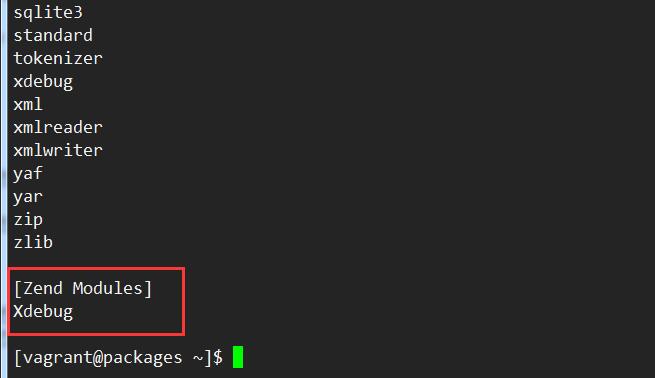 sqlite3
standard
tokenizer
xdebug
xml
xmlreader
xmlwriter
yaf
yar
zip
zlib
[Zend Modules]
Xdebug
[vagrant@packages ~]$